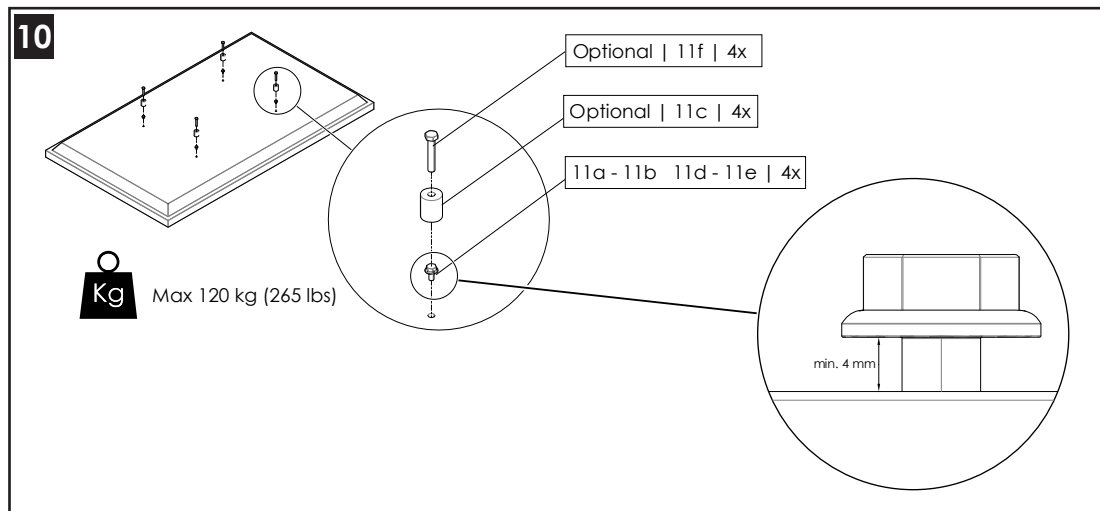 10
Optional | 11f | 4x
Optional | 11c | 4x
11a - 11b 11d - 11e | 4x
Kg
Max 120 kg (265 lbs)
min. 4 mm